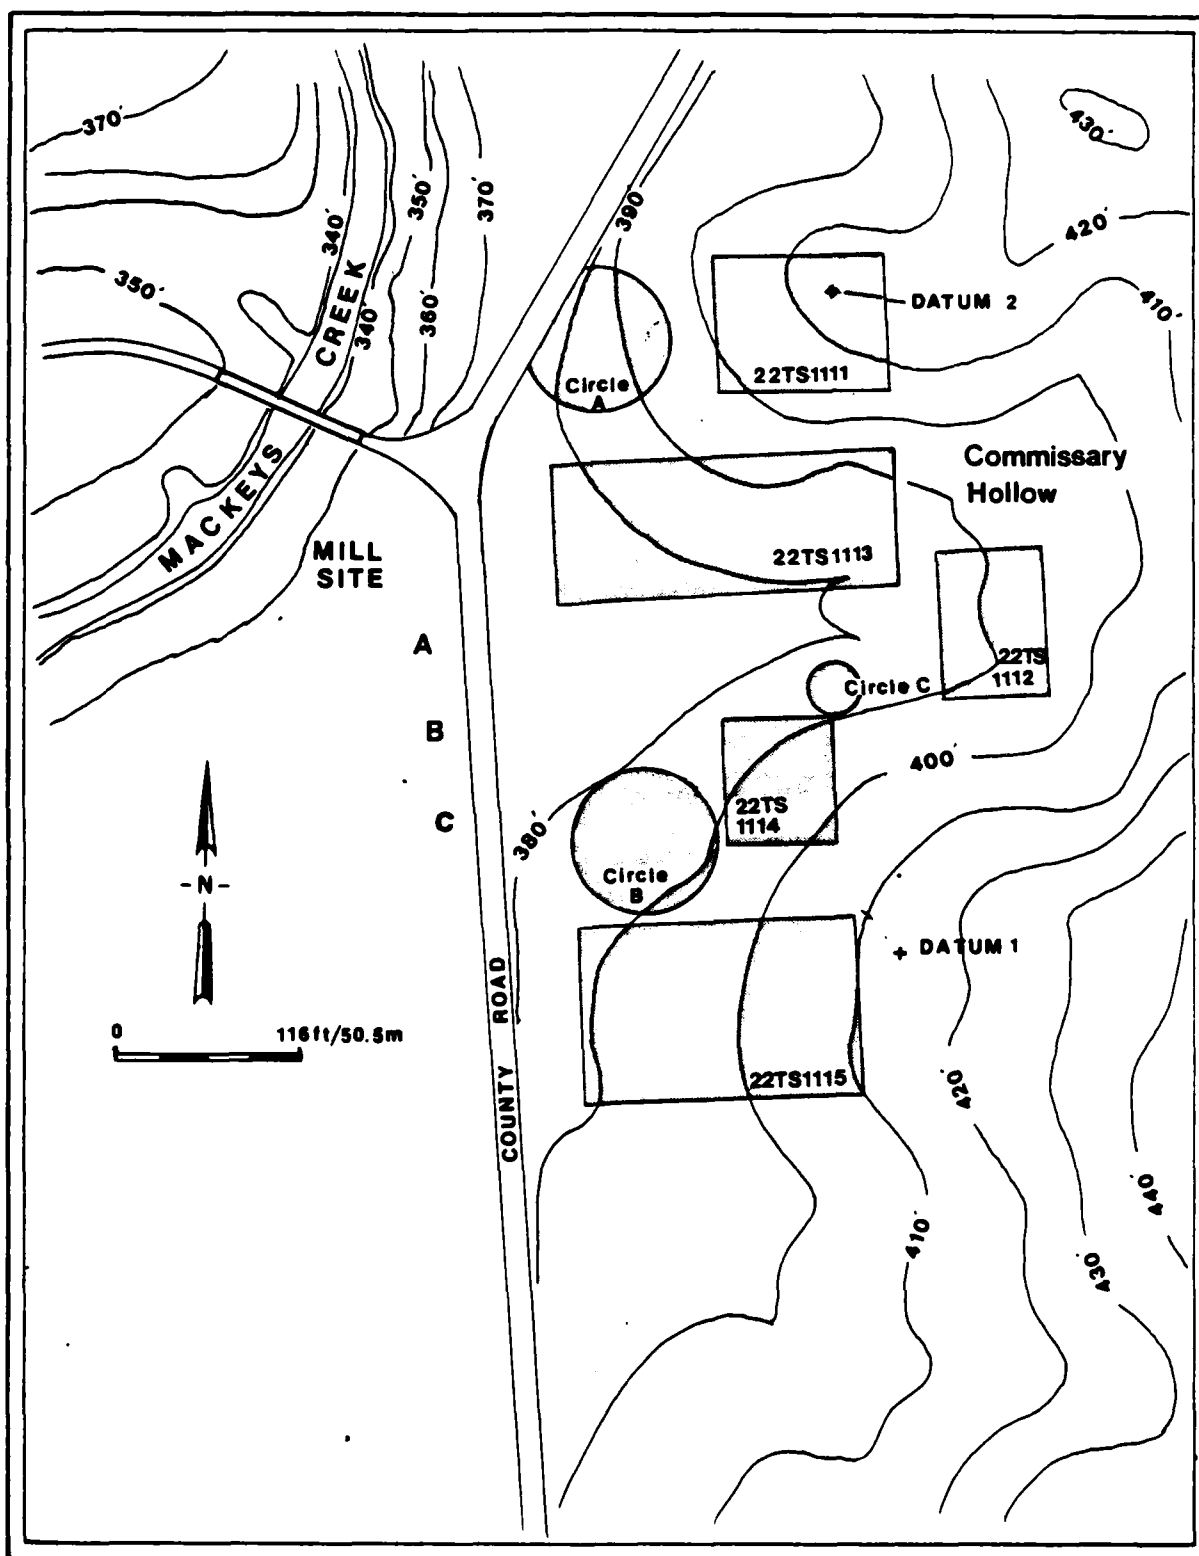 370'
430'
420'
410'
390'
350'
370'
340'
350'
340'
360'
MACKEYS CREEK
DATUM 2
22TS1111
Circle
A
Commissary
Hollow
22TS1113
MILL
SITE
22TS
1112
Circle C
A
B
C
400'
380'
22TS
1114
Circle
B
- N -
DATUM 1
0
116ft/50.5m
COUNTY ROAD
22TS1115
420'
410'
430'
440'